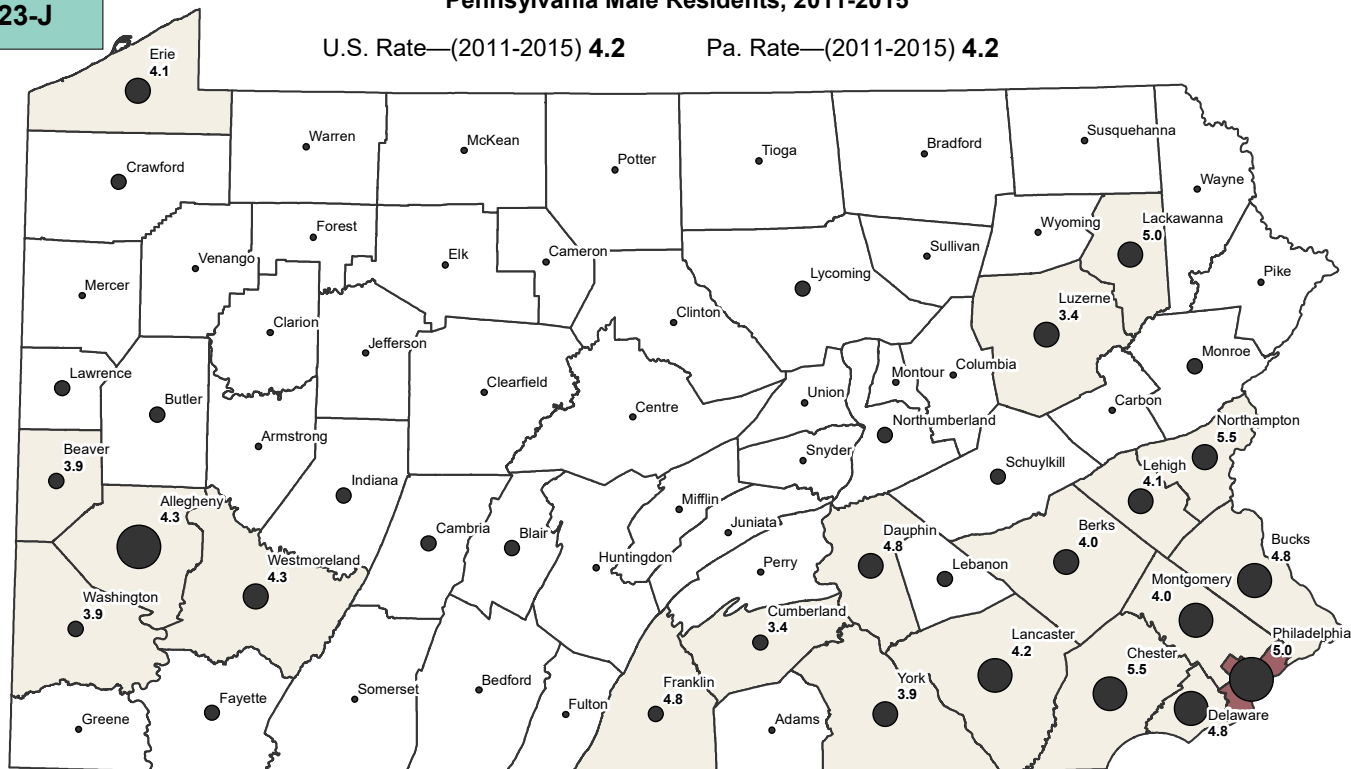 23-J
Pennsylvania Male Residents, 2011-2015
U.S. Rate—(2011-2015) 4.2
Pa. Rate—(2011-2015) 4.2
Erie
4.1
Warren
McKean
Potter
Tioga
Bradford
Susquehanna
Wayne
Crawford
Forest
Elk
Cameron
Sullivan
Wyoming
Lackawanna
5.0
Venango
Mercer
Lycoming
Pike
Clinton
Luzerne
3.4
Clarion
Jefferson
Monroe
Lawrence
Butler
Clearfield
Centre
Union
Montour
Columbia
Carbon
Northumberland
Northampton
5.5
Armstrong
Beaver
3.9
Snyder
Schuylkill
Lehigh
4.1
Indiana
Allegheny
4.3
Mifflin
Juniata
Cambria
Blair
Huntingdon
Perry
Dauphin
4.8
Lebanon
Berks
4.0
Bucks
4.8
Westmoreland
4.3
Washington
3.9
Montgomery
4.0
Cumberland
3.4
Lancaster
4.2
Chester
5.5
Philadelphia
5.0
Greene
Fayette
Somerset
Bedford
Fulton
Franklin
4.8
Adams
York
3.9
Delaware
4.8